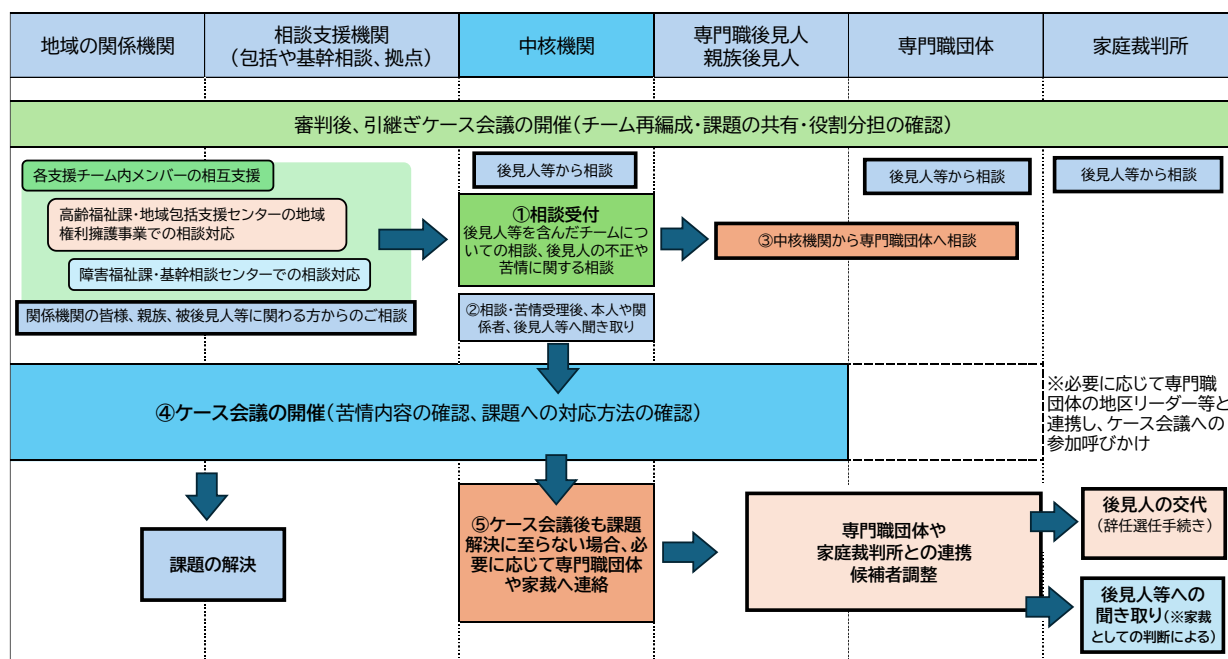 地域の関係機関
相談支援機関
(包括や基幹相談、拠点)
中核機関
専門職後見人
親族後見人
専門職団体
家庭裁判所
審判後、引継ぎケース会議の開催(チーム再編成・課題の共有・役割分担の確認)
各支援チーム内メンバーの相互支援
高齢福祉課・地域包括支援センターの地域
権利擁護事業での相談対応
障害福祉課・基幹相談センターでの相談対応
関係機関の皆様、親族、被後見人等に関わる方からのご相談
後見人等から相談
①相談受付
後見人等を含んだチームにつ
いての相談、後見人の不正や
苦情に関する相談
②相談・苦情受理後、本人や関
係者、後見人等へ聞き取り
③中核機関から専門職団体へ相談
後見人等から相談
後見人等から相談
④ケース会議の開催(苦情内容の確認、課題への対応方法の確認)
※必要に応じて専門職
団体の地区リーダー等と
連携し、ケース会議への
参加呼びかけ
課題の解決
⑤ケース会議後も課題
解決に至らない場合、必
要に応じて専門職団体
や家裁へ連絡
専門職団体や
家庭裁判所との連携
候補者調整
後見人の交代
(辞任選任手続き)
後見人等への
聞き取り(※家裁
としての判断による)